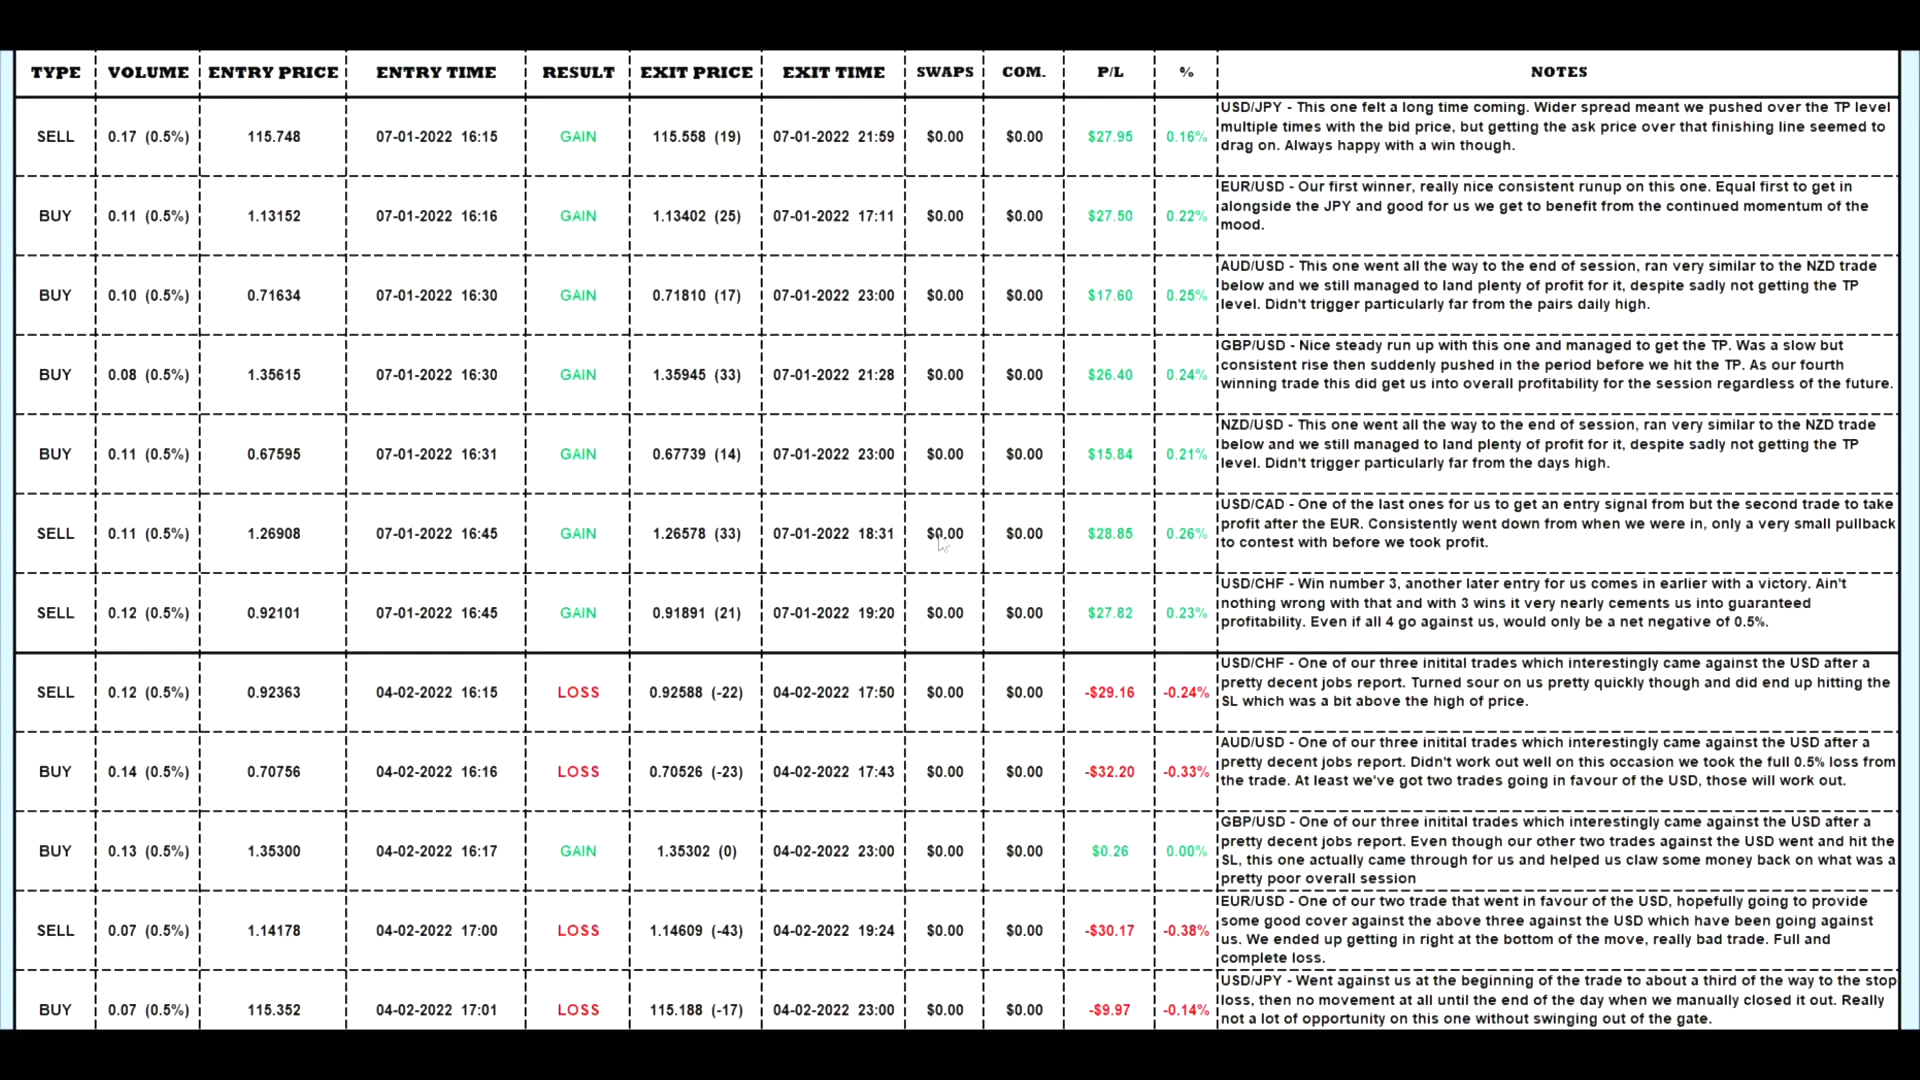 TYPE VOLUME ENTRY PRICE ENTRY TIME RESULT EXIT PRICE EXIT TIME SWAPS COM. P/L % NOTES
SELL 0.17 (0.5%) 115.748 07-01-2022 16:15 GAIN 115.558 (19) 07-01-2022 21:59 $0.00 $0.00 $27.95 0.16%
USD/JPY - This one felt a long time coming. Wider spread meant we pushed over the TP level
multiple times with the bid price, but getting the ask price over that finishing line seemed to
drag on. Always happy with a win though.
BUY 0.11 (0.5%) 1.13152 07-01-2022 16:16 GAIN 1.13402 (25) 07-01-2022 17:11 $0.00 $0.00 $27.50 0.22%
EUR/USD - Our first winner, really nice consistent runup on this one. Equal first to get in
alongside the JPY and good for us we get to benefit from the continued momentum of the
mood.
BUY 0.10 (0.5%) 0.71634 07-01-2022 16:30 GAIN 0.71810 (17) 07-01-2022 23:00 $0.00 $0.00 $17.60 0.25%
AUD/USD - This one went all the way to the end of session, ran very similar to the NZD trade
below and we still managed to land plenty of profit for it, despite sadly not getting the TP
level. Didn't trigger particularly far from the pairs daily high.
BUY 0.08 (0.5%) 1.35615 07-01-2022 16:30 GAIN 1.35945 (33) 07-01-2022 21:28 $0.00 $0.00 $26.40 0.24%
GBP/USD - Nice steady run up with this one and managed to get the TP. Was a slow but
consistent rise then suddenly pushed in the period before we hit the TP. As our fourth
winning trade this did get us into overall profitability for the session regardless of the future.
BUY 0.11 (0.5%) 0.67595 07-01-2022 16:31 GAIN 0.67739 (14) 07-01-2022 23:00 $0.00 $0.00 $15.84 0.21%
NZD/USD - This one went all the way to the end of session, ran very similar to the NZD trade
below and we still managed to land plenty of profit for it, despite sadly not getting the TP
level. Didn't trigger particularly far from the days high.
SELL 0.11 (0.5%) 1.26908 07-01-2022 16:45 GAIN 1.26578 (33) 07-01-2022 18:31 $0.00 $0.00 $28.85 0.26%
USD/CAD - One of the last ones for us to get an entry signal from but the second trade to take
profit after the EUR. Consistently went down from when we were in, only a very small pullback
to contest with before we took profit.
SELL 0.12 (0.5%) 0.92101 07-01-2022 16:45 GAIN 0.91891 (21) 07-01-2022 19:20 $0.00 $0.00 $27.82 0.23%
USD/CHF - Win number 3, another later entry for us comes in earlier with a victory. Ain't
nothing wrong with that and with 3 wins it very nearly cements us into guaranteed
profitability. Even if all 4 go against us, would only be a net negative of 0.5%.
SELL 0.12 (0.5%) 0.92363 04-02-2022 16:15 LOSS 0.92588 (-22) 04-02-2022 17:50 $0.00 $0.00 -$29.16 -0.24%
USD/CHF - One of our three initital trades which interestingly came against the USD after a
pretty decent jobs report. Turned sour on us pretty quickly though and did end up hitting the
SL which was a bit above the high of price.
BUY 0.14 (0.5%) 0.70756 04-02-2022 16:16 LOSS 0.70526 (-23) 04-02-2022 17:43 $0.00 $0.00 -$32.20 -0.33%
AUD/USD - One of our three initital trades which interestingly came against the USD after a
pretty decent jobs report. Didn't work out well on this occasion we took the full 0.5% loss from
the trade. At least we've got two trades going in favour of the USD, those will work out.
BUY 0.13 (0.5%) 1.35300 04-02-2022 16:17 GAIN 1.35302 (0) 04-02-2022 23:00 $0.00 $0.00 $0.26 0.00%
GBP/USD - One of our three initital trades which interestingly came against the USD after a
pretty decent jobs report. Even though our other two trades against the USD went and hit the
SL, this one actually came through for us and helped us claw some money back on what was a
pretty poor overall session
SELL 0.07 (0.5%) 1.14178 04-02-2022 17:00 LOSS 1.14609 (-43) 04-02-2022 19:24 $0.00 $0.00 -$30.17 -0.38%
EUR/USD - One of our two trade that went in favour of the USD, hopefully going to provide
some good cover against the above three against the USD which have been going against
us. We ended up getting in right at the bottom of the move, really bad trade. Full and
complete loss.
BUY 0.07 (0.5%) 115.352 04-02-2022 17:01 LOSS 115.188 (-17) 04-02-2022 23:00 $0.00 $0.00 -$9.97 -0.14%
USD/JPY - Went against us at the beginning of the trade to about a third of the way to the stop
loss, then no movement at all until the end of the day when we manually closed it out. Really
not a lot of opportunity on this one without swinging out of the gate.